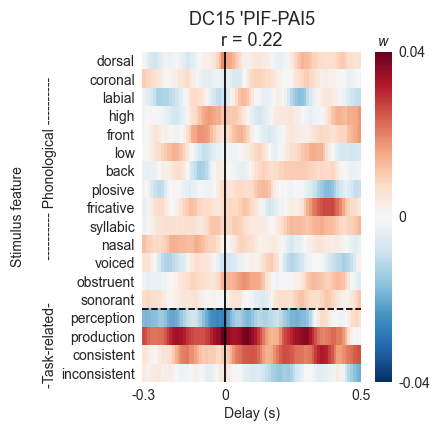 DC15 'PIF-PAI5
r = 0.22
w
dorsal
coronal
labial
high
front
low
back
plosive
fricative
syllabic
nasal
voiced
obstruent
sonorant
perception
production
consistent
inconsistent
Stimulus feature
-Task-related- ----------- Phonological -----------
0.04
0
-0.04
-0.3 0 0.5
Delay (s)